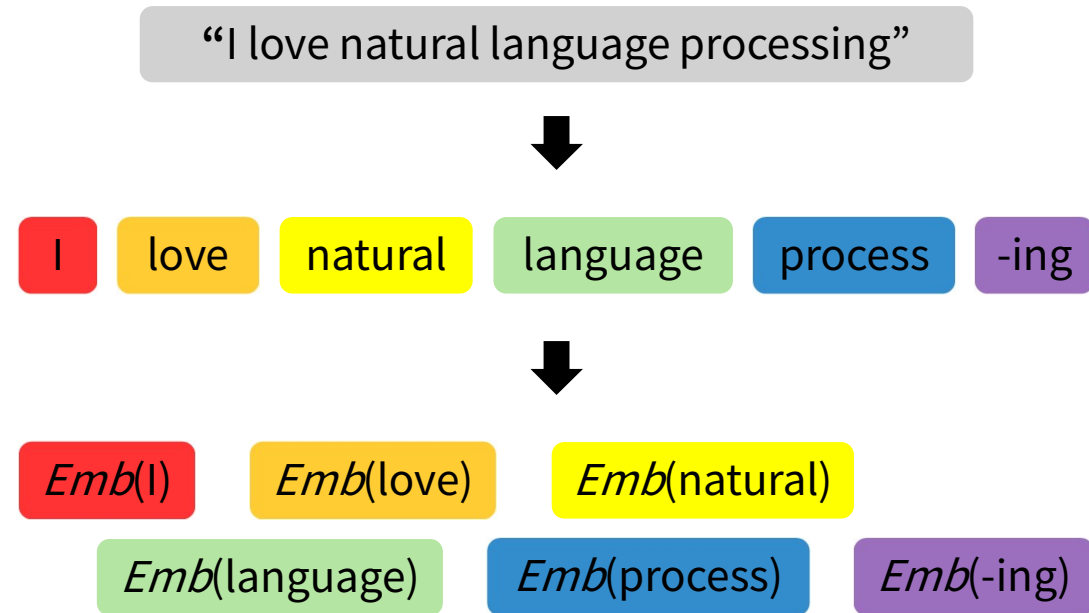 “I love natural language processing”
I love natural language process -ing
Emb(I) Emb(love) Emb(natural)
Emb(language) Emb(process) Emb(-ing)